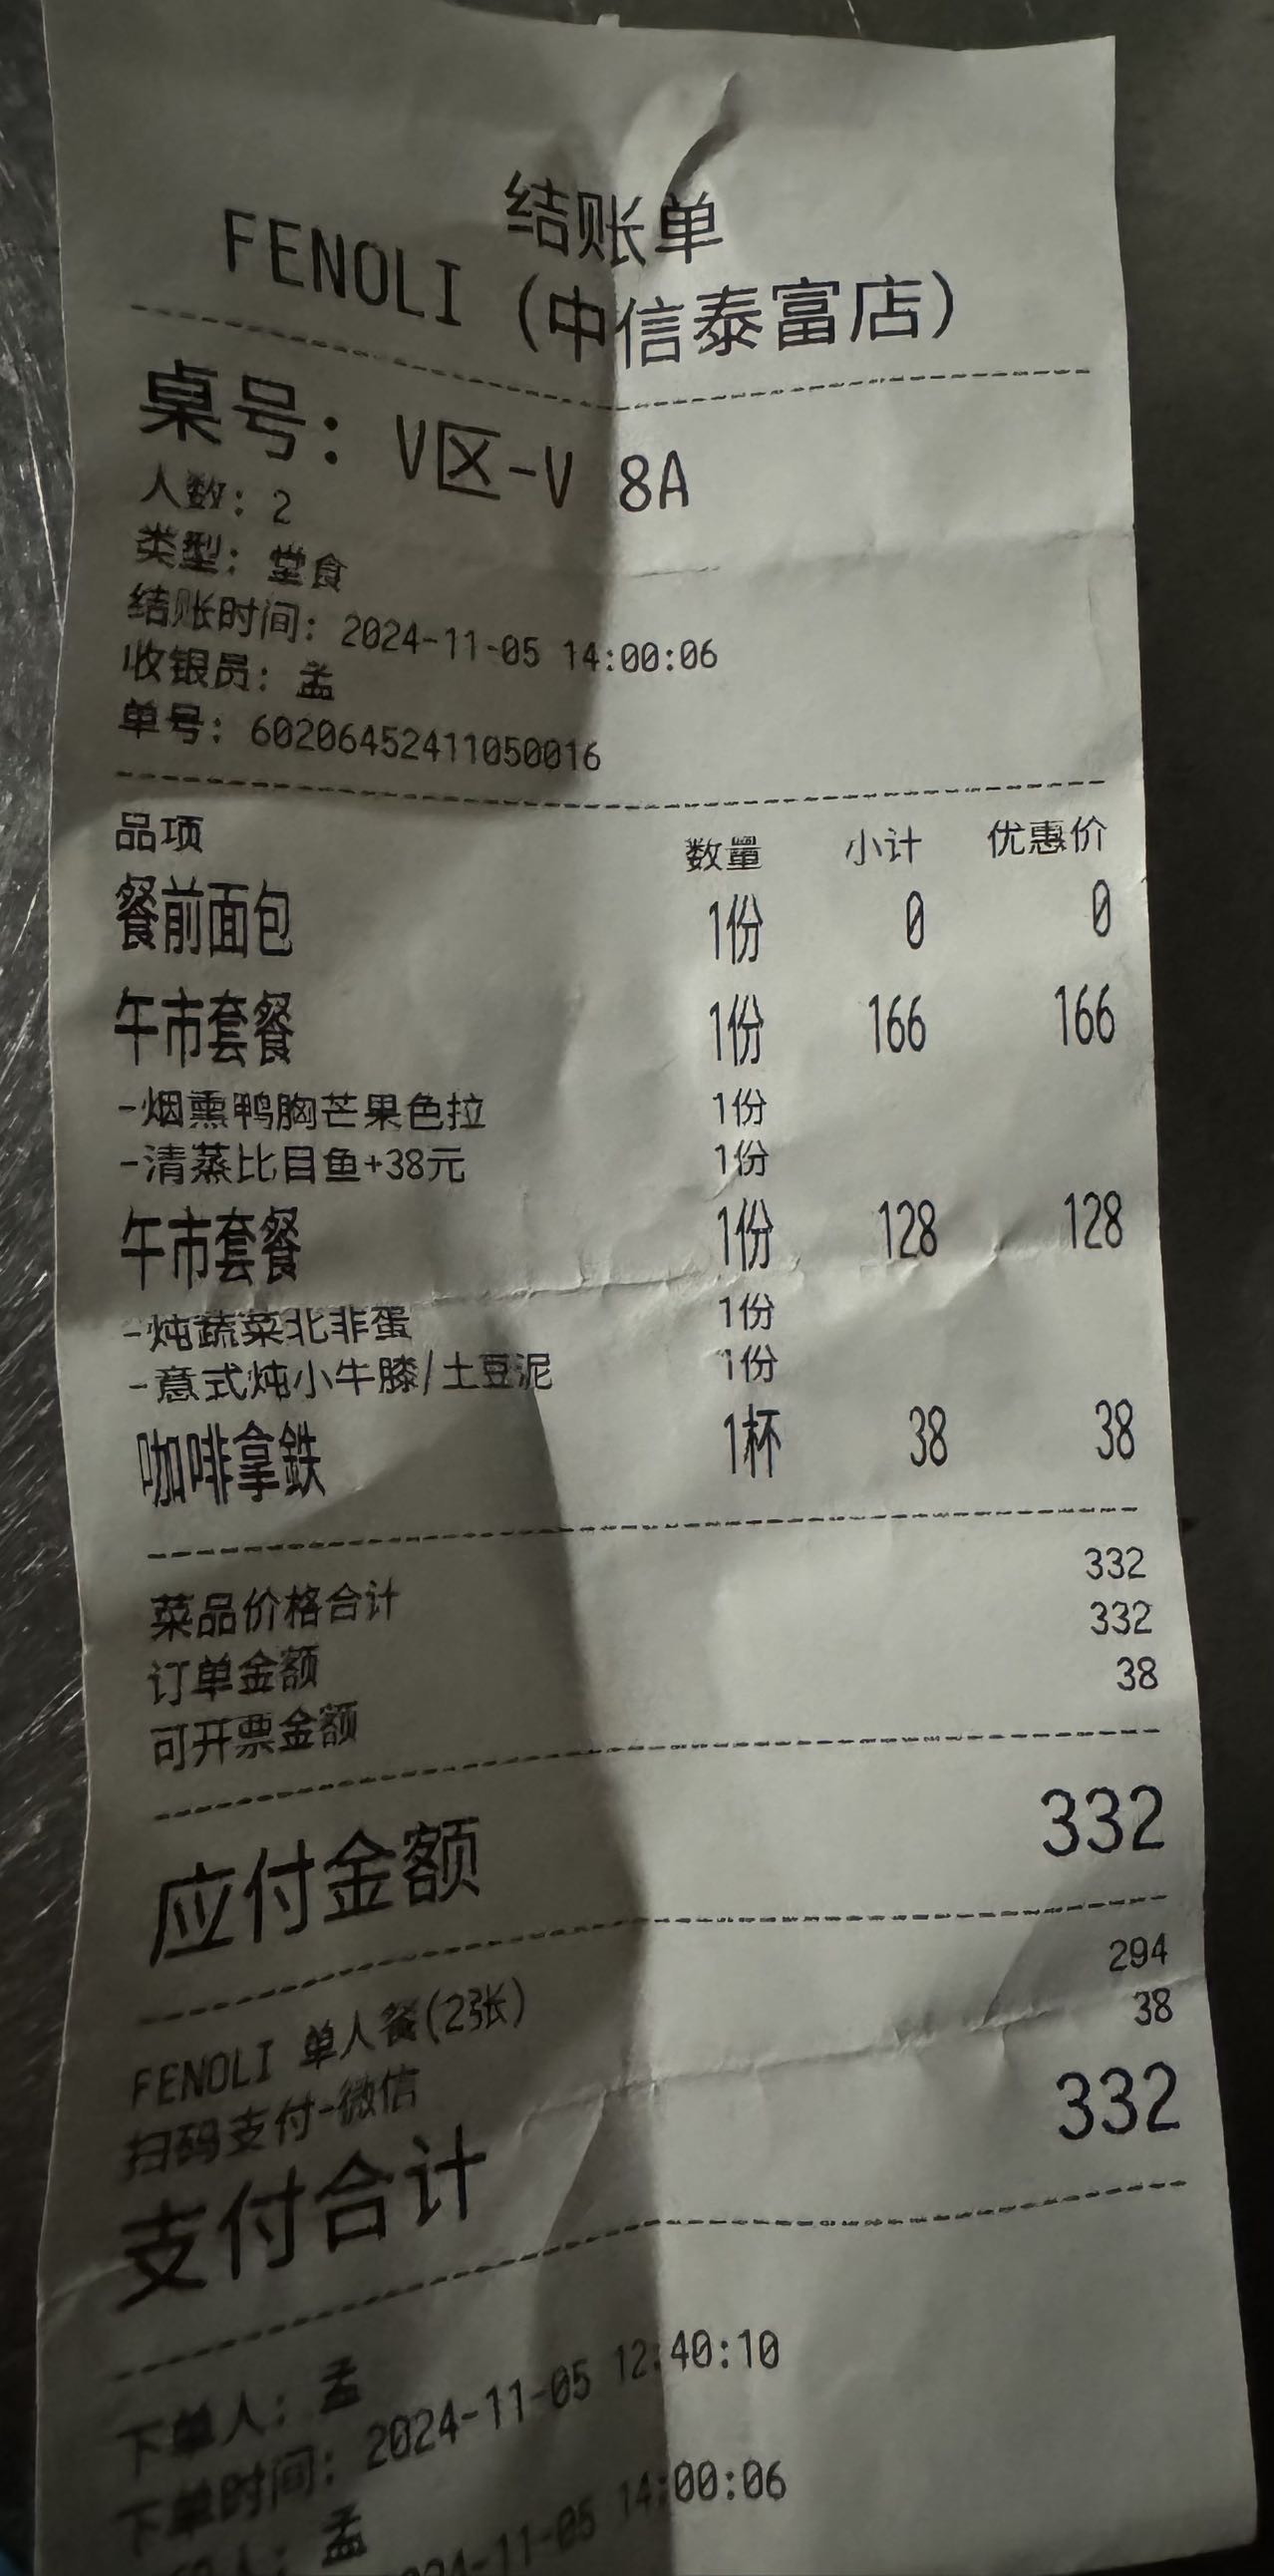 结账单
FENOLI (中信泰富店)
桌号: V区-V 8A
人数: 2
类型: 堂食
结账时间: 2024-11-05 14:00:06
收银员: 孟
单号: 60206452411050016
品项 数量 小计 优惠价
餐前面包 1份 0 0
午市套餐 1份 166 166
-烟熏鸭胸芒果色拉 1份
-清蒸比目鱼+38元 1份
午市套餐 1份 128 128
-炖蔬菜北非蛋 1份
-意式炖小牛膝/土豆泥 1份
咖啡拿鉄 1杯 38 38
菜品价格合计 332
订单金额 332
可开票金额 38
应付金额 332
FENOLI 单人餐(2张) 294
扫码支付-微信 38
支付合计 332
下单人: 孟
下单时间: 2024-11-05 12:40:10
人: 孟
024-11-05 14:00:06